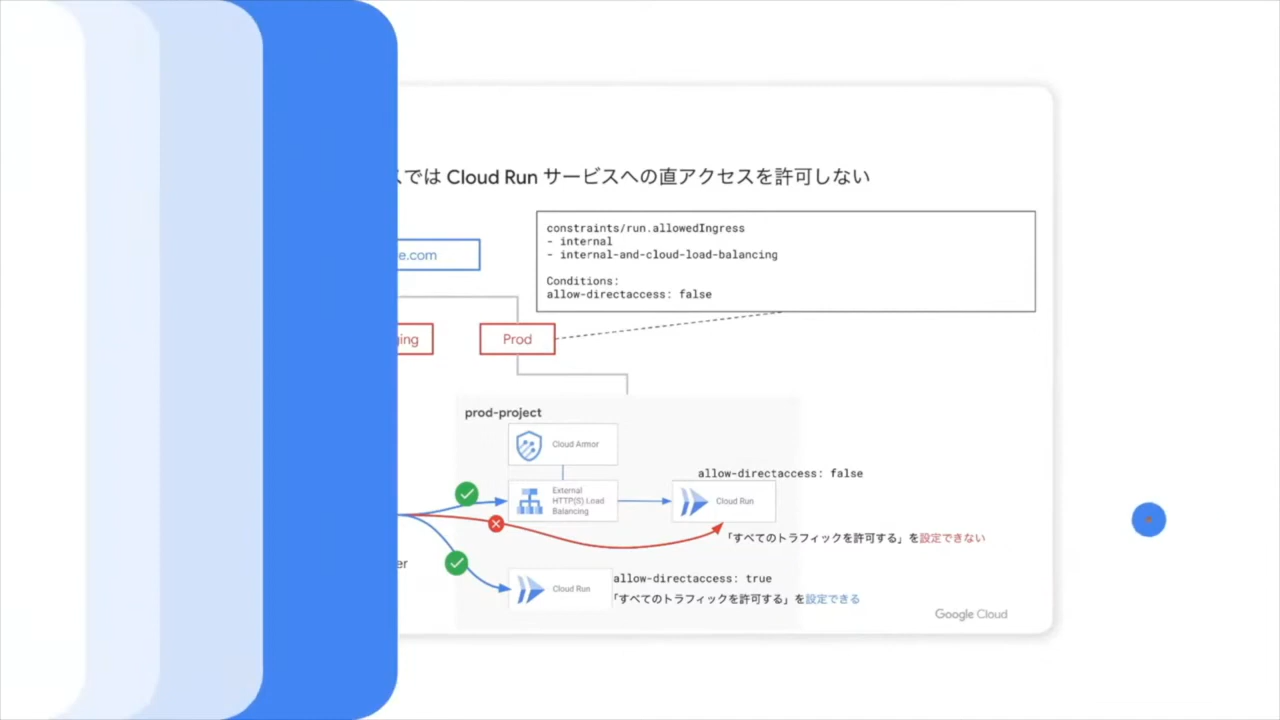 スでは Cloud Run サービスへの直アクセスを許可しない
constraints/run.allowedIngress
- internal
- internal-and-cloud-load-balancing
Conditions:
allow-directaccess: false
e.com
ging
Prod
prod-project
Cloud Armor
External
HTTP(S) Load
Balancing
allow-directaccess: false
Cloud Run
「すべてのトラフィックを許可する」を設定できない
er
Cloud Run
allow-directaccess: true
「すべてのトラフィックを許可する」を設定できる
Google Cloud